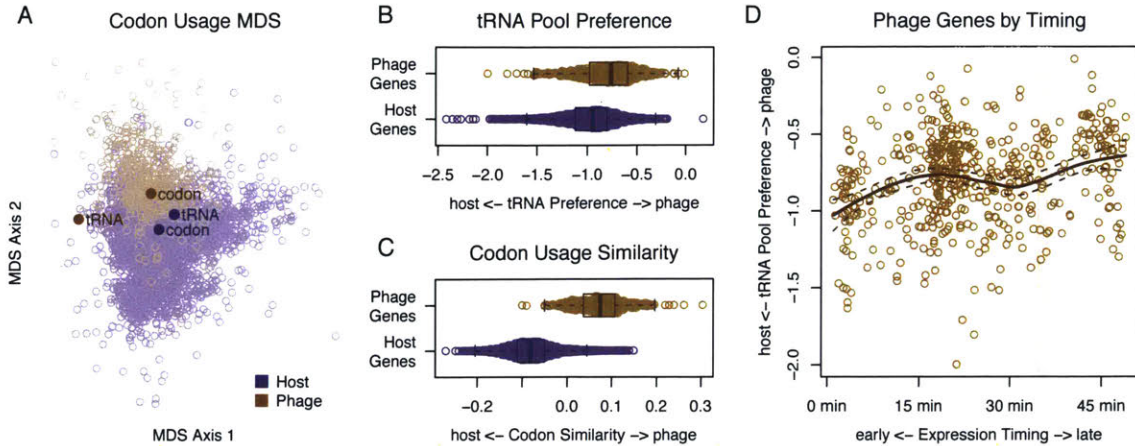 A
Codon Usage MDS
MDS Axis 2
codon
tRNA
tRNA
codon
Host
Phage
MDS Axis 1
B
tRNA Pool Preference
Phage
Genes
Host
Genes
−2.5 −2.0 −1.5 −1.0 −0.5 0.0
host <− tRNA Preference −> phage
C
Codon Usage Similarity
Phage
Genes
Host
Genes
−0.2 0.0 0.1 0.2 0.3
host <− Codon Similarity −> phage
D
Phage Genes by Timing
host <− tRNA Pool Preference −> phage
0.0
−0.5
−1.0
−1.5
−2.0
0 min 15 min 30 min 45 min
early <− Expression Timing −> late